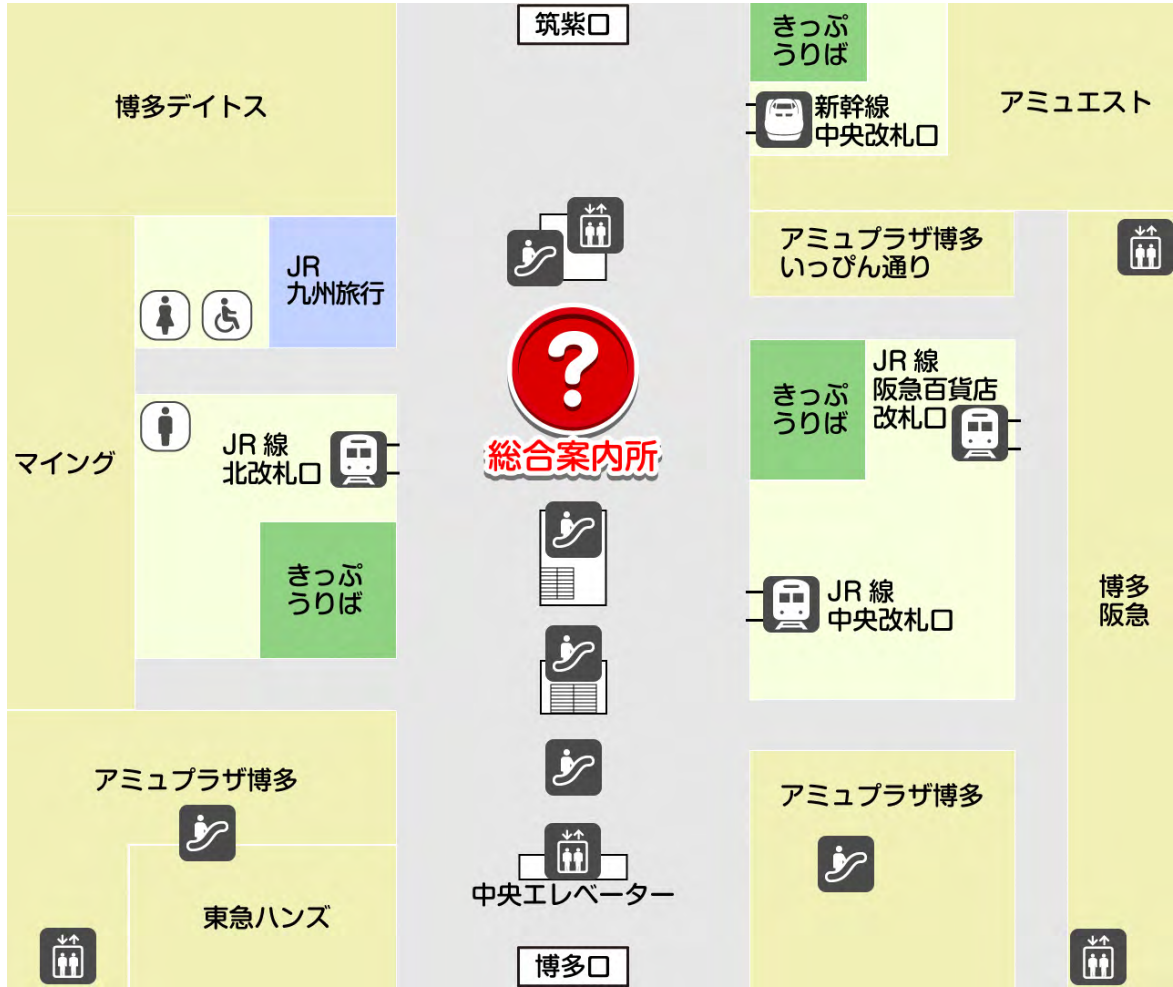 筑紫口
きっぷ
うりば
博多デイトス
新幹線
中央改札口
アミュエスト
JR
九州旅行
アミュプラザ博多
いっぴん通り
?
総合案内所
きっぷ
うりば
JR 線
阪急百貨店
改札口
マイング
JR 線
北改札口
きっぷ
うりば
JR 線
中央改札口
博多
阪急
アミュプラザ博多
アミュプラザ博多
中央エレベーター
東急ハンズ
博多口